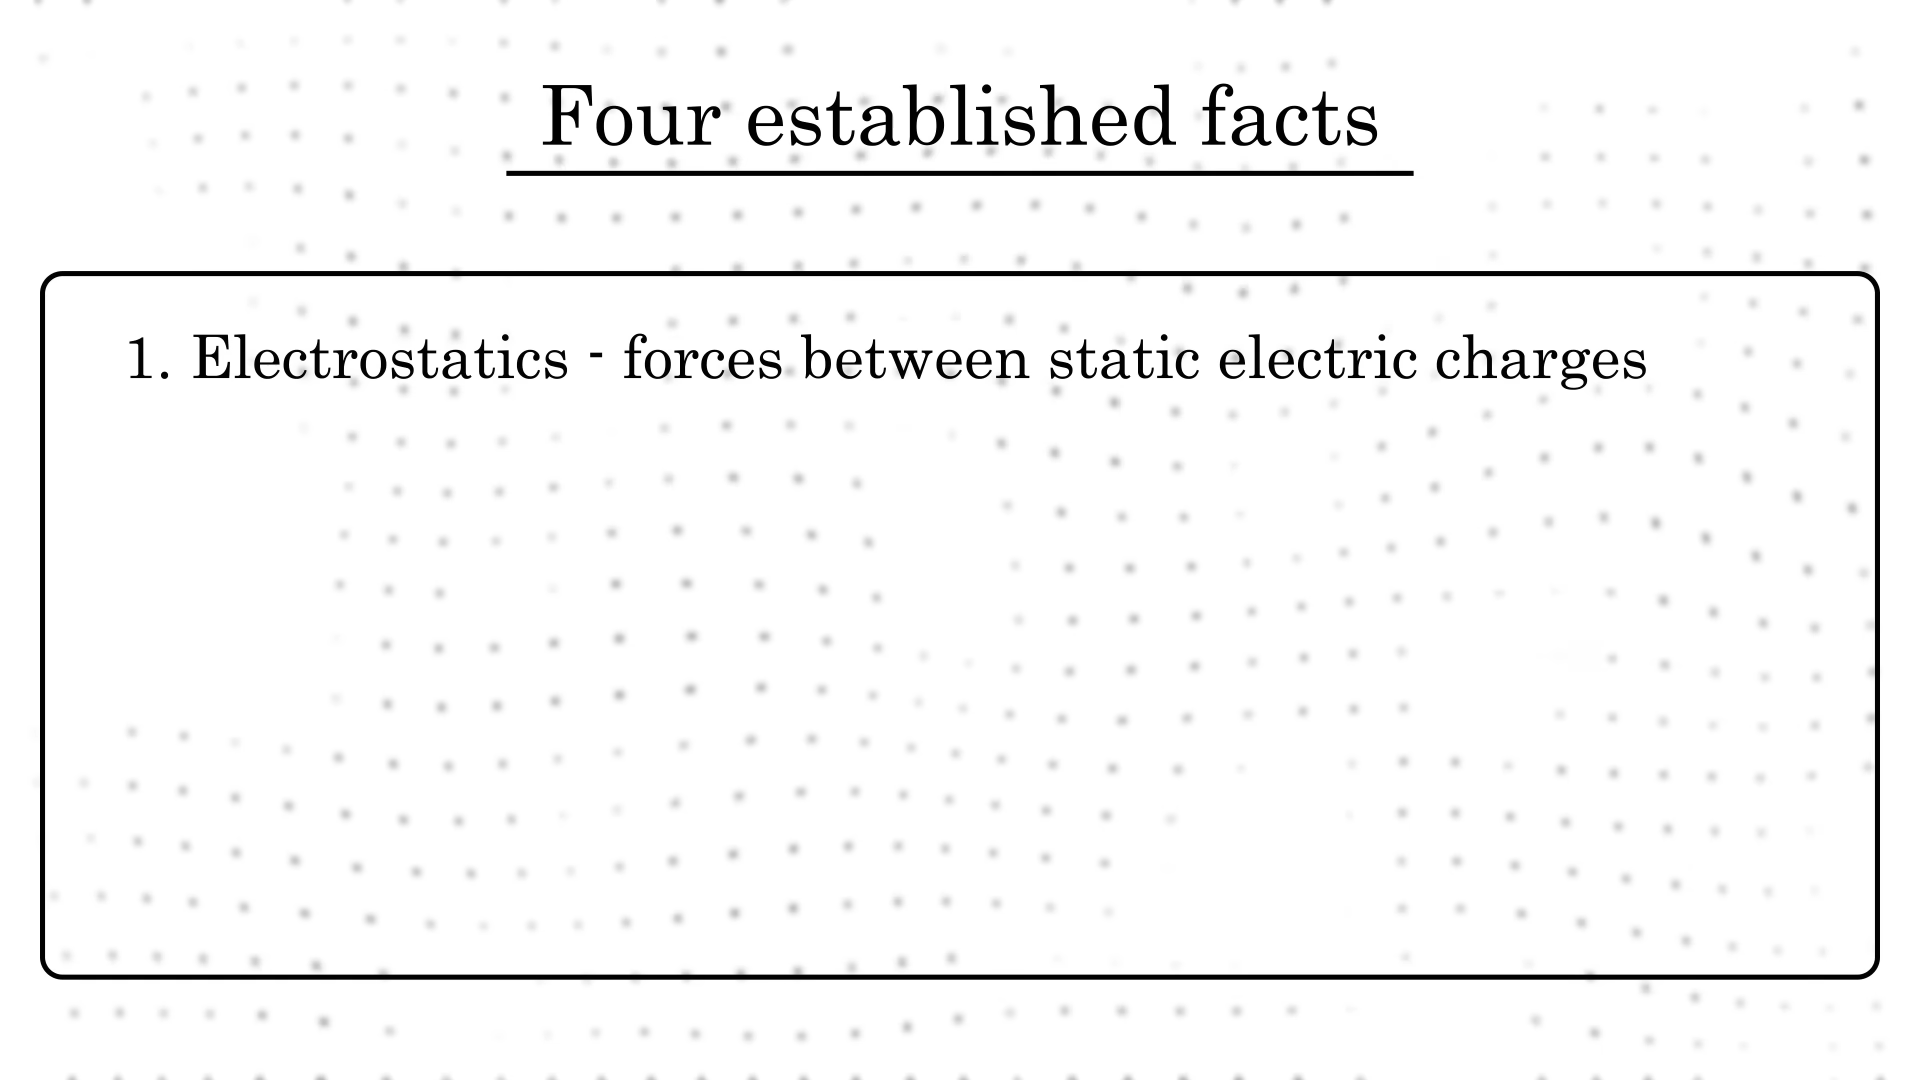 Four established facts
1. Electrostatics - forces between static electric charges